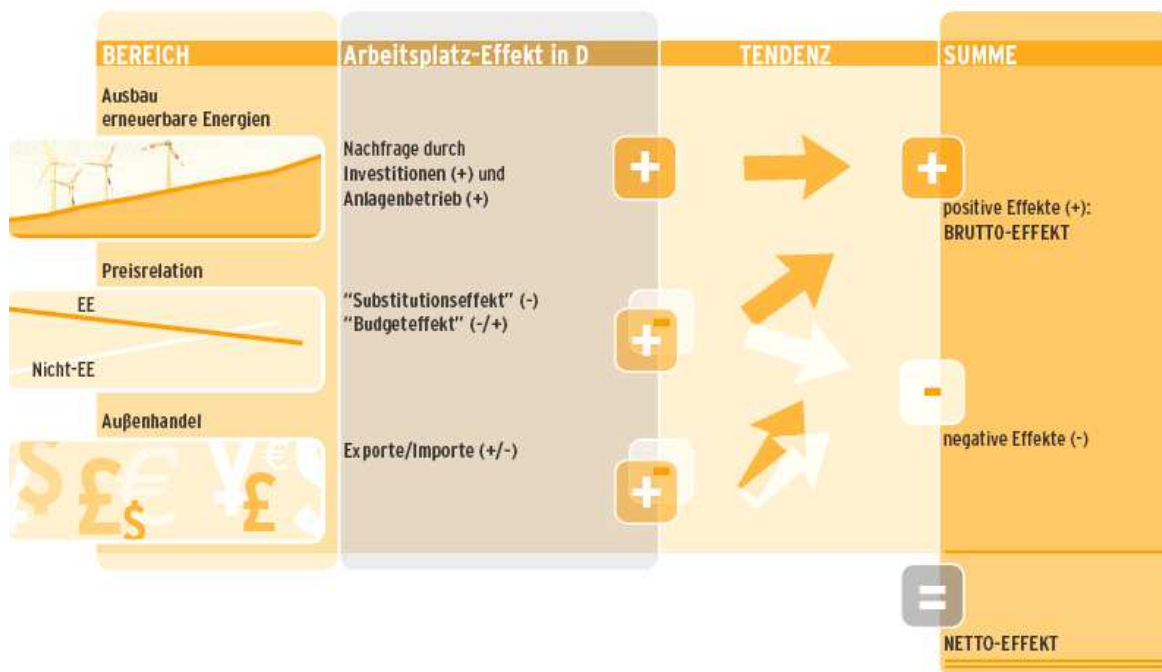 BEREICH
Arbeitsplatz-Effekt in D
TENDENZ
SUMME
Ausbau
erneuerbare Energien
Nachfrage durch
Investitionen (+) und
Anlagenbetrieb (+)
+
+
positive Effekte (+):
BRUTTO-EFFEKT
Preisrelation
EE
Nicht-EE
"Substitutionseffekt" (-)
"Budgeteffekt" (-/+)
-
+
-
negative Effekte (-)
Außenhandel
$ £ $ € ¥ £ €
Exporte/Importe (+/-)
-
+
=
NETTO-EFFEKT